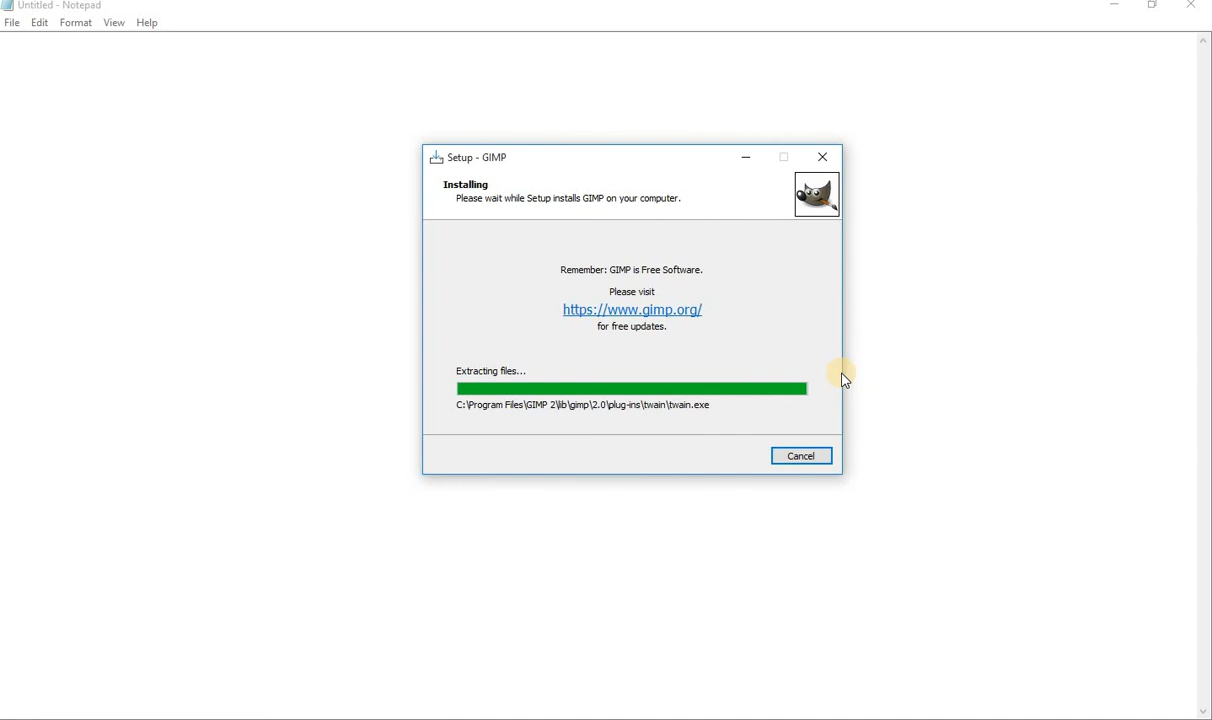 Untitled - Notepad
File Edit Format View Help
Setup - GIMP
Installing
Please wait while Setup installs GIMP on your computer.
Remember: GIMP is Free Software.
Please visit
https://www.gimp.org/
for free updates.
Extracting files...
C:\Program Files\GIMP 2\lib\gimp\2.0\plug-ins\twain\twain.exe
Cancel